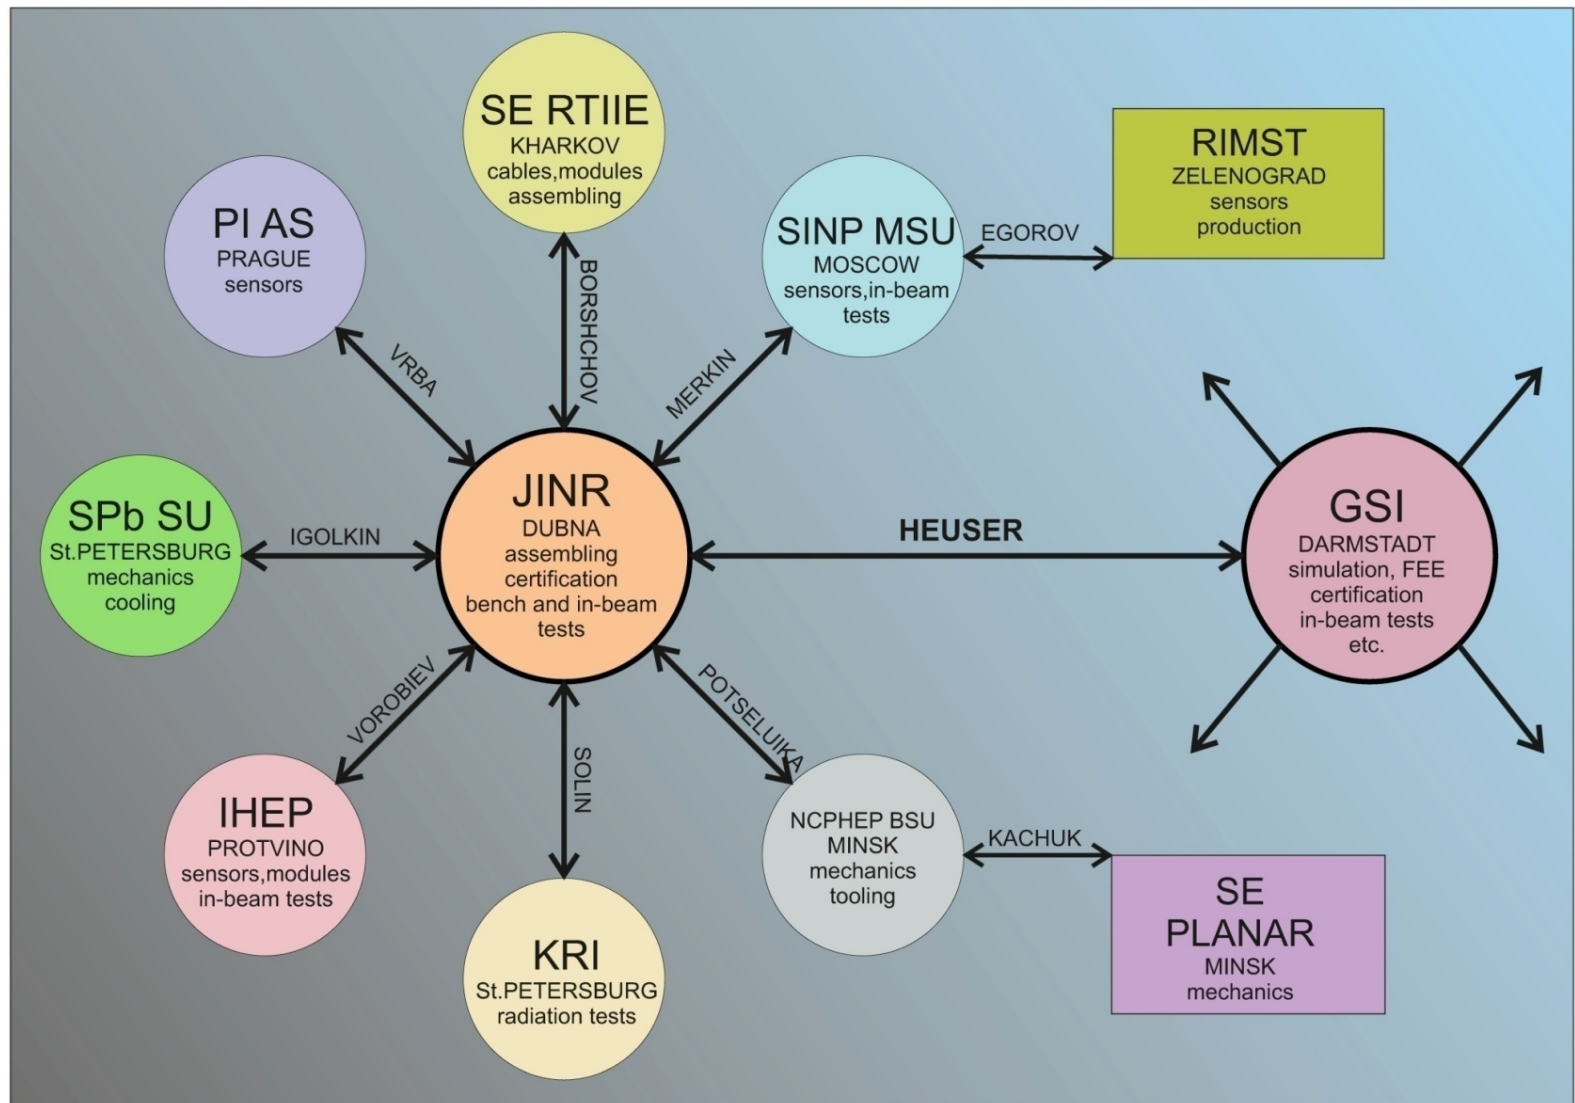 SE RTIIE
KHARKOV
cables,modules
assembling
PI AS
PRAGUE
sensors
SINP MSU
MOSCOW
sensors,in-beam
tests
EGOROV
RIMST
ZELENOGRAD
sensors
production
VRBA
BORSHCHOV
MERKIN
SPb SU
St.PETERSBURG
mechanics
cooling
IGOLKIN
JINR
DUBNA
assembling
certification
bench and in-beam
tests
HEUSER
GSI
DARMSTADT
simulation, FEE
certification
in-beam tests
etc.
VOROBIEV
SOLIN
POTSELUIKA
IHEP
PROTVINO
sensors,modules
in-beam tests
KRI
St.PETERSBURG
radiation tests
NCPHEP BSU
MINSK
mechanics
tooling
KACHUK
SE
PLANAR
MINSK
mechanics